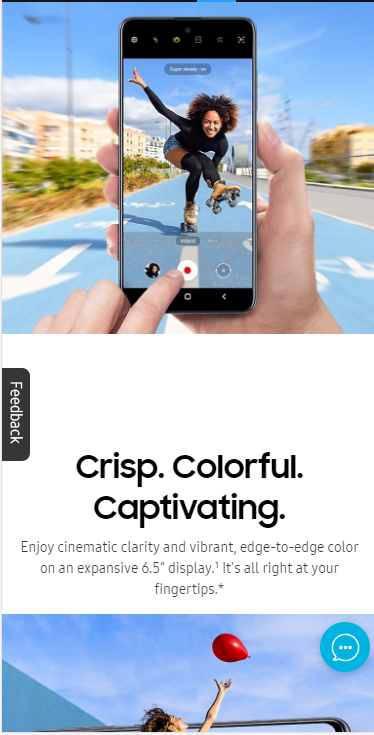 Super steady: on
VIDEO
Feedback
Crisp. Colorful.
Captivating.
Enjoy cinematic clarity and vibrant, edge-to-edge color
on an expansive 6.5” display.¹ It's all right at your
fingertips.*